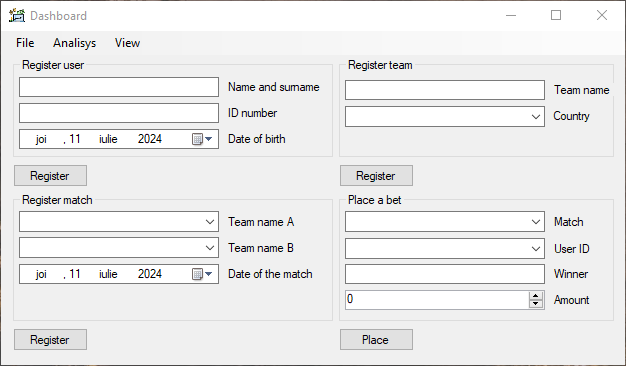 Dashboard
File Analisys View
Register user
Name and surname
ID number
joi , 11 iulie 2024 Date of birth
Register
Register team
Team name
Country
Register
Register match
Team name A
Team name B
joi , 11 iulie 2024 Date of the match
Register
Place a bet
Match
User ID
Winner
0 Amount
Place